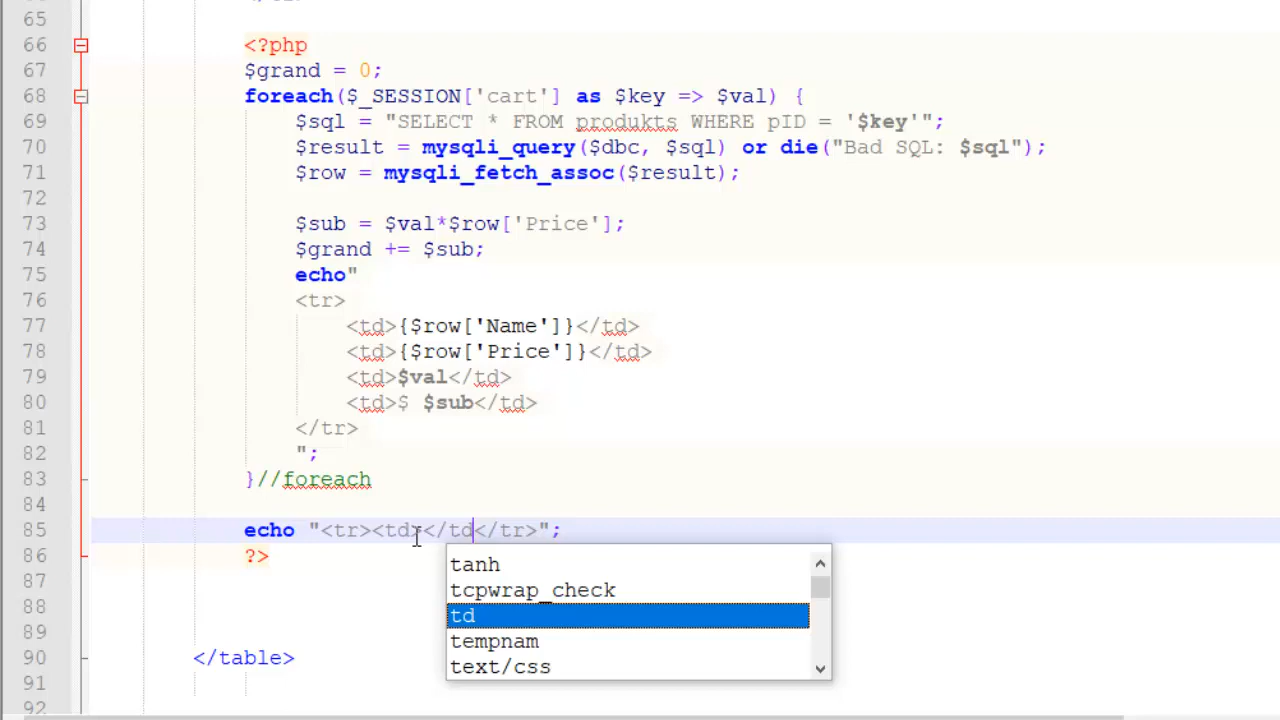 65
66 <?php
67 $grand = 0;
68 foreach($_SESSION['cart'] as $key => $val) {
69 $sql = "SELECT * FROM produkts WHERE pID = '$key'";
70 $result = mysqli_query($dbc, $sql) or die("Bad SQL: $sql");
71 $row = mysqli_fetch_assoc($result);
72
73 $sub = $val*$row['Price'];
74 $grand += $sub;
75 echo"
76 <tr>
77 <td>{$row['Name']}</td>
78 <td>{$row['Price']}</td>
79 <td>$val</td>
80 <td>$ $sub</td>
81 </tr>
82 ";
83 }//foreach
84
85 echo "<tr><td></td</tr>";
86 ?>
tanh
87
tcpwrap_check
88
td
89
tempnam
90 </table>
text/css
91
92